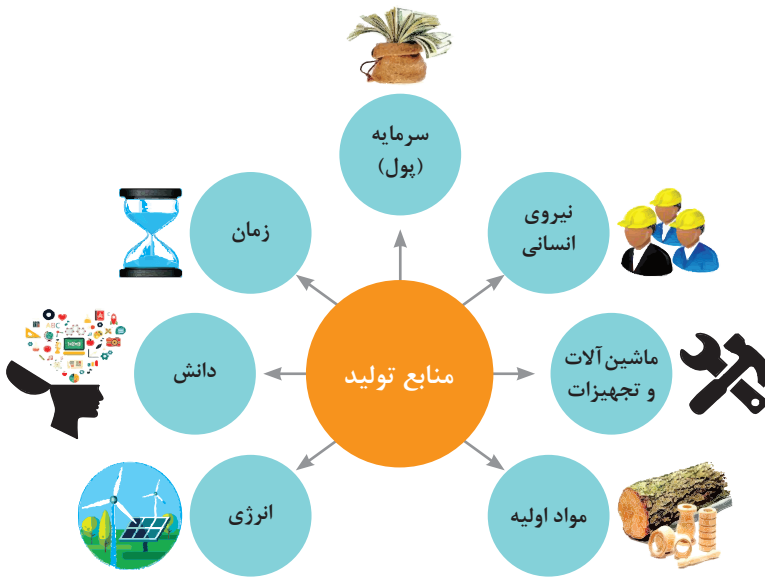 سرمایه
(پول)
نیروی
انسانی
زمان
ماشین‌آلات
و تجهیزات
منابع تولید
دانش
مواد اولیه
انرژی